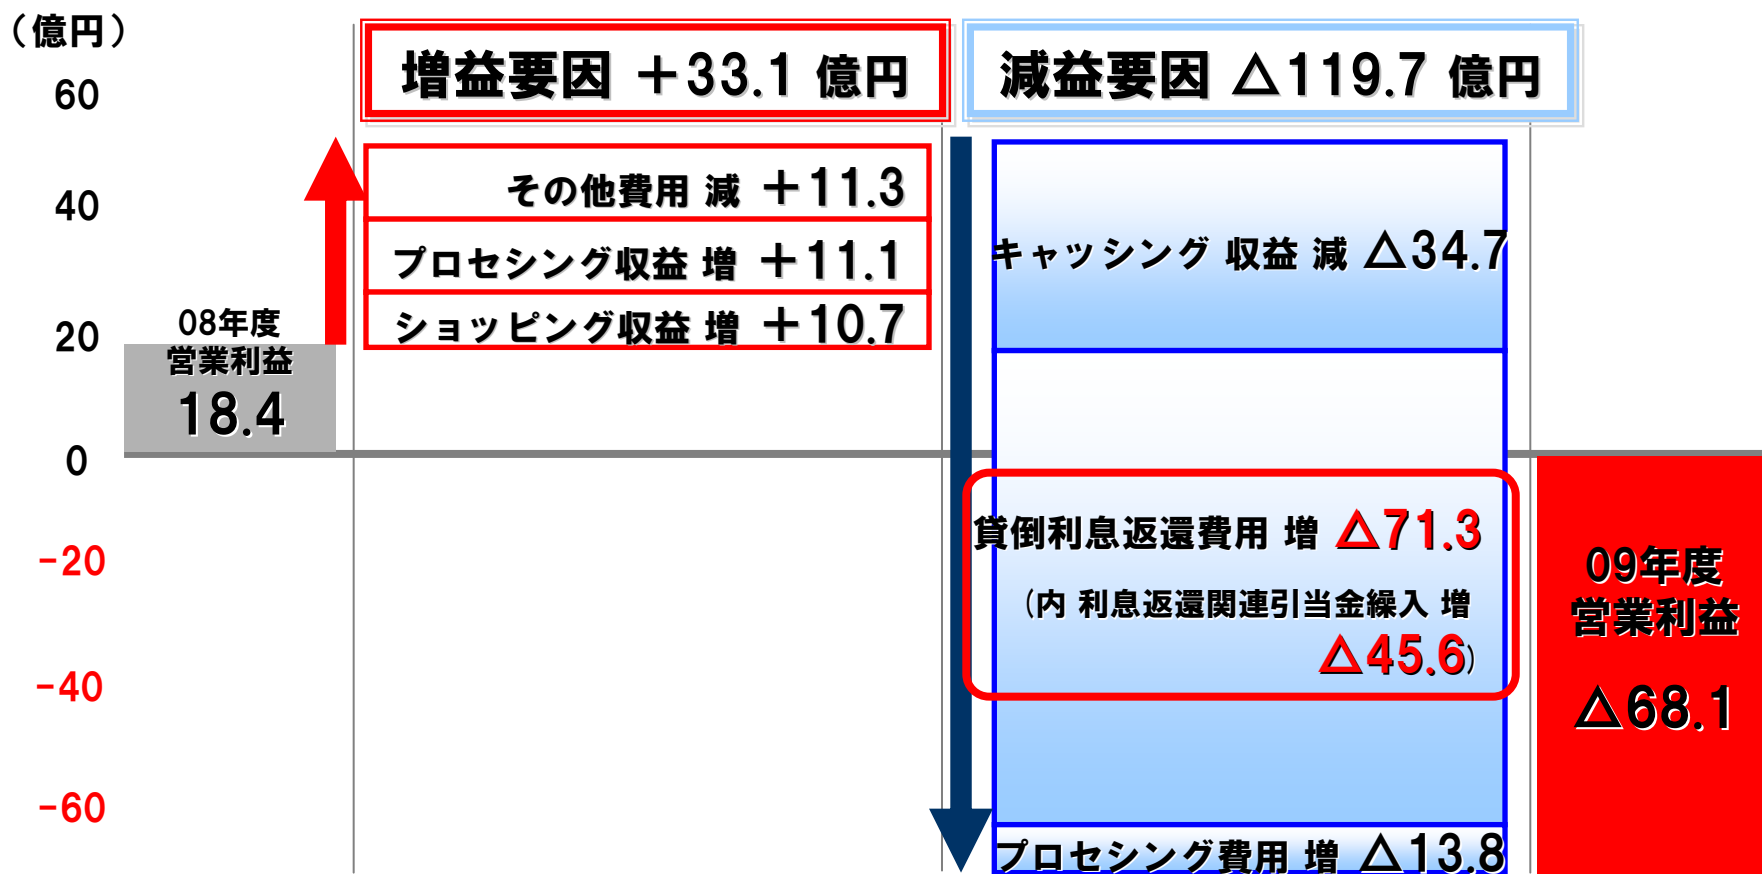 （億円）
60
40
20
0
-20
-40
-60
08年度
営業利益
18.4
増益要因 ＋33.1 億円
その他費用 減 ＋11.3
プロセシング収益 増 ＋11.1
ショッピング収益 増 ＋10.7
減益要因 △119.7 億円
キャッシング 収益 減 △34.7
貸倒利息返還費用 増 △71.3
（内 利息返還関連引当金繰入 増
△45.6）
プロセシング費用 増 △13.8
09年度
営業利益
△68.1